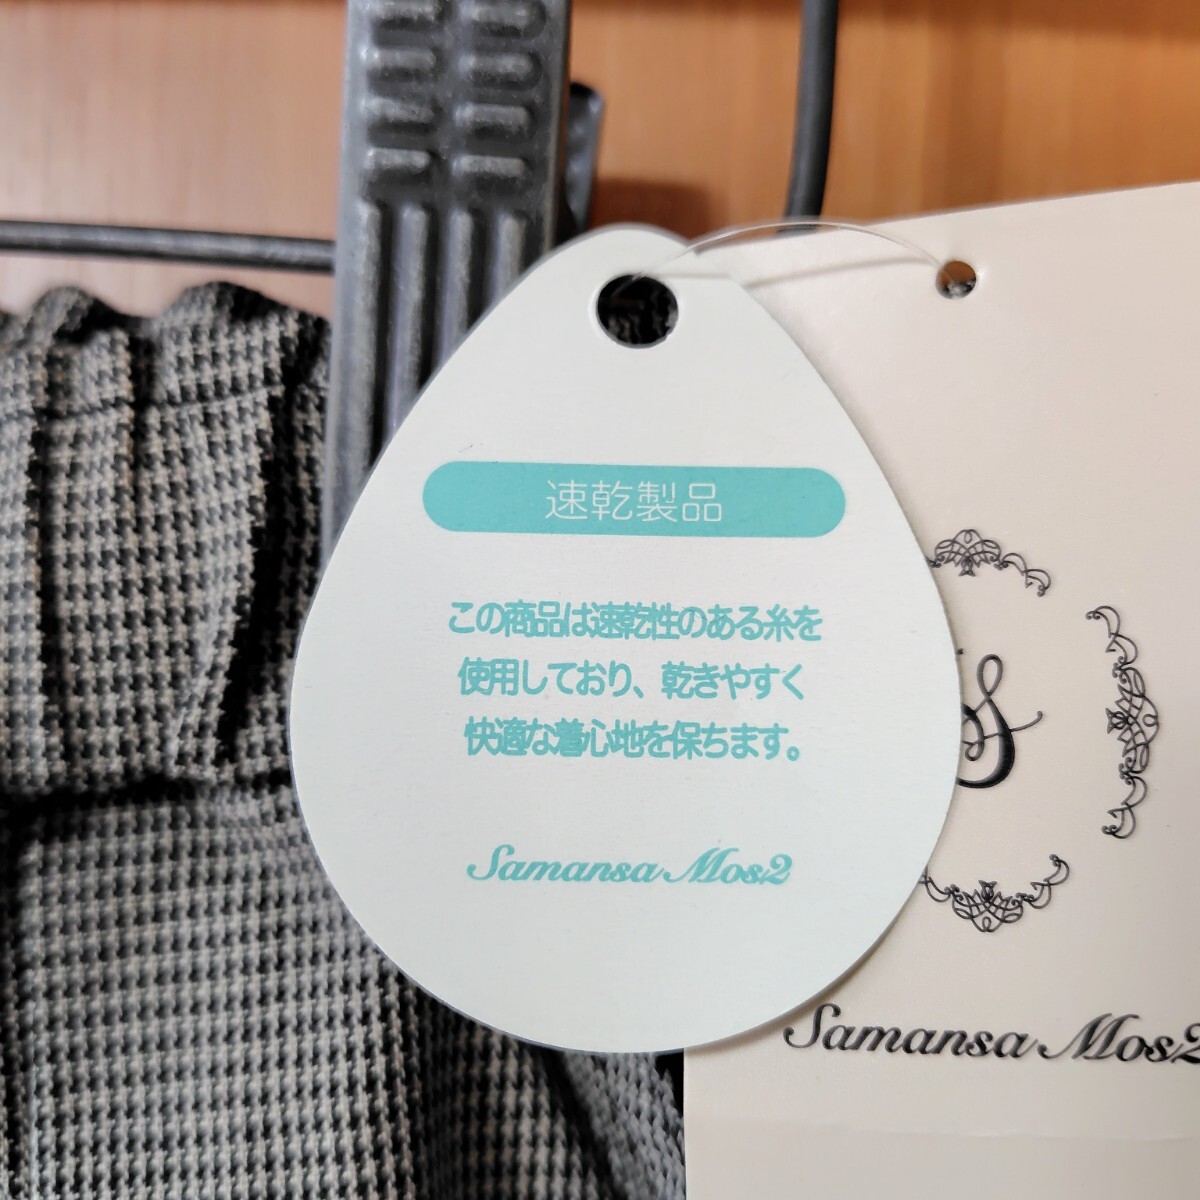 速乾製品
この商品は速乾性のある糸を
使用しており、乾きやすく
快適な着心地を保ちます。
Samansa Mos2
S
Samansa Mos2